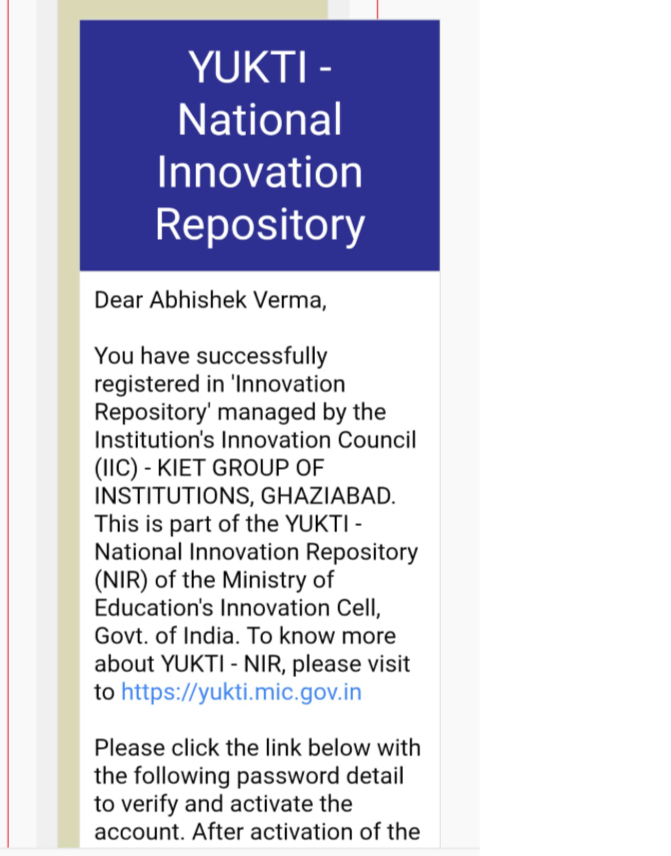 YUKTI -
National
Innovation
Repository
Dear Abhishek Verma,
You have successfully
registered in 'Innovation
Repository' managed by the
Institution's Innovation Council
(IIC) - KIET GROUP OF
INSTITUTIONS, GHAZIABAD.
This is part of the YUKTI -
National Innovation Repository
(NIR) of the Ministry of
Education's Innovation Cell,
Govt. of India. To know more
about YUKTI - NIR, please visit
to https://yukti.mic.gov.in
Please click the link below with
the following password detail
to verify and activate the
account. After activation of the